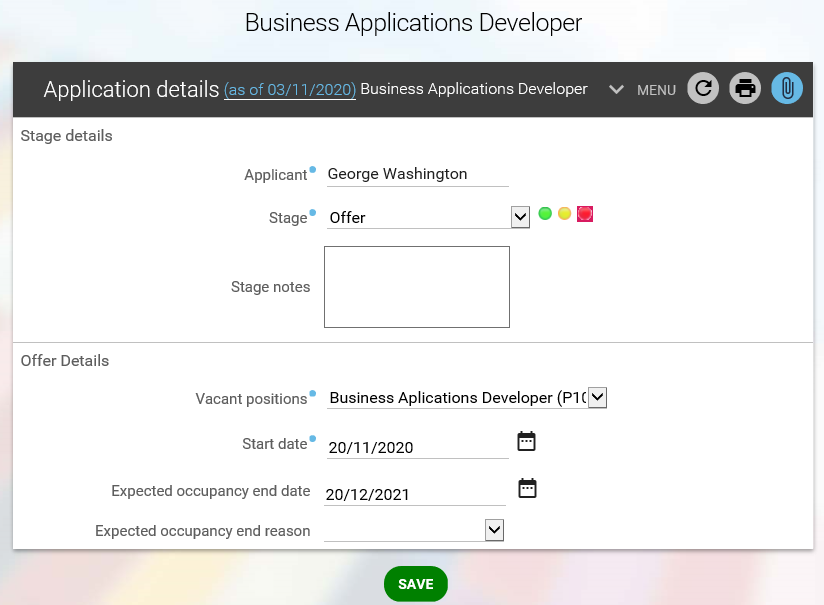 Business Applications Developer
Application details (as of 03/11/2020) Business Applications Developer MENU
Stage details
Applicant George Washington
Stage Offer
Stage notes
Offer Details
Vacant positions Business Aplications Developer (P10
Start date 20/11/2020
Expected occupancy end date 20/12/2021
Expected occupancy end reason
SAVE